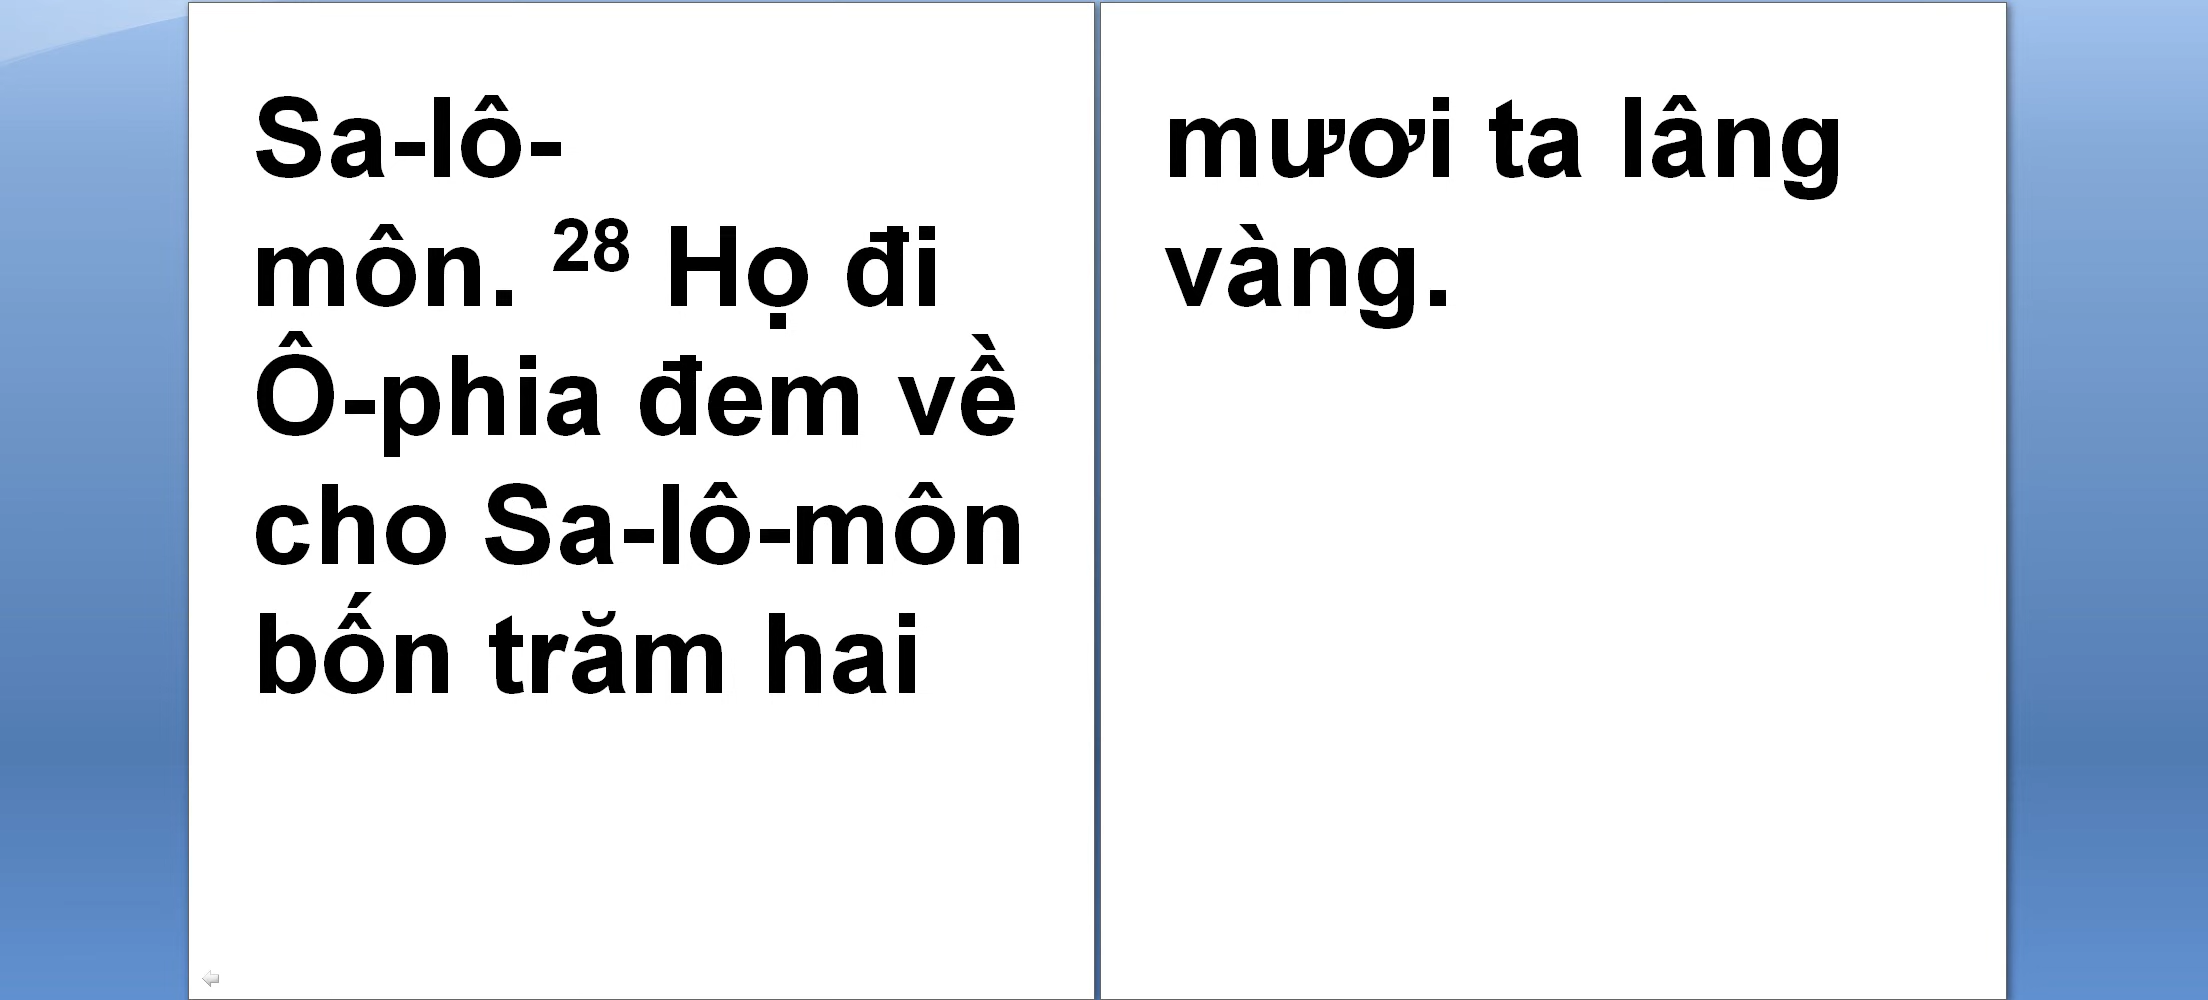 Sa-lô-
môn. 28 Họ đi
Ô-phia đem về
cho Sa-lô-môn
bốn trăm hai
mươi ta lâng
vàng.